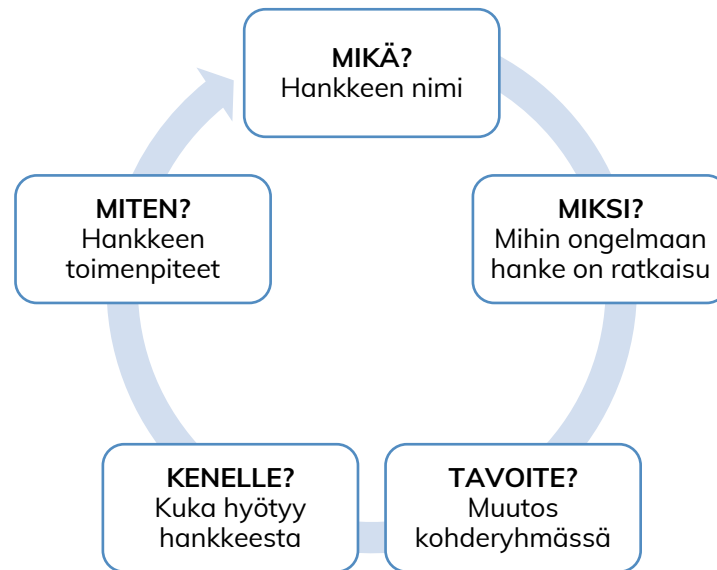 MIKÄ?
Hankkeen nimi
MIKSI?
Mihin ongelmaan
hanke on ratkaisu
TAVOITE?
Muutos
kohderyhmässä
KENELLE?
Kuka hyötyy
hankkeesta
MITEN?
Hankkeen
toimenpiteet